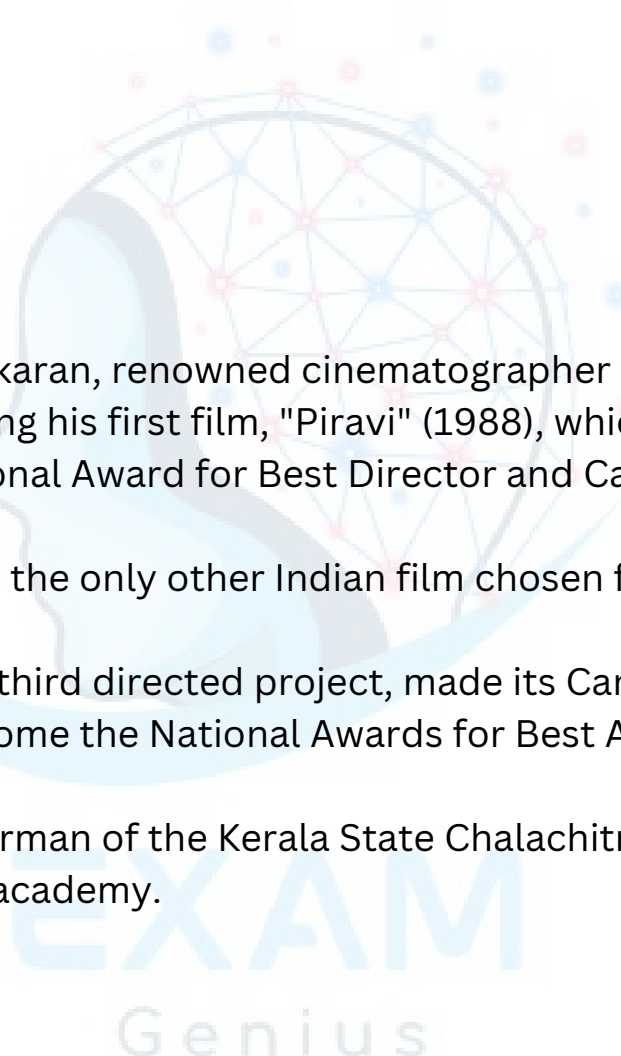 karan, renowned cinematographer
ng his first film, "Piravi" (1988), whic
onal Award for Best Director and Ca
the only other Indian film chosen f
third directed project, made its Can
ome the National Awards for Best A
rman of the Kerala State Chalachitr
academy.
EXAM
Genius